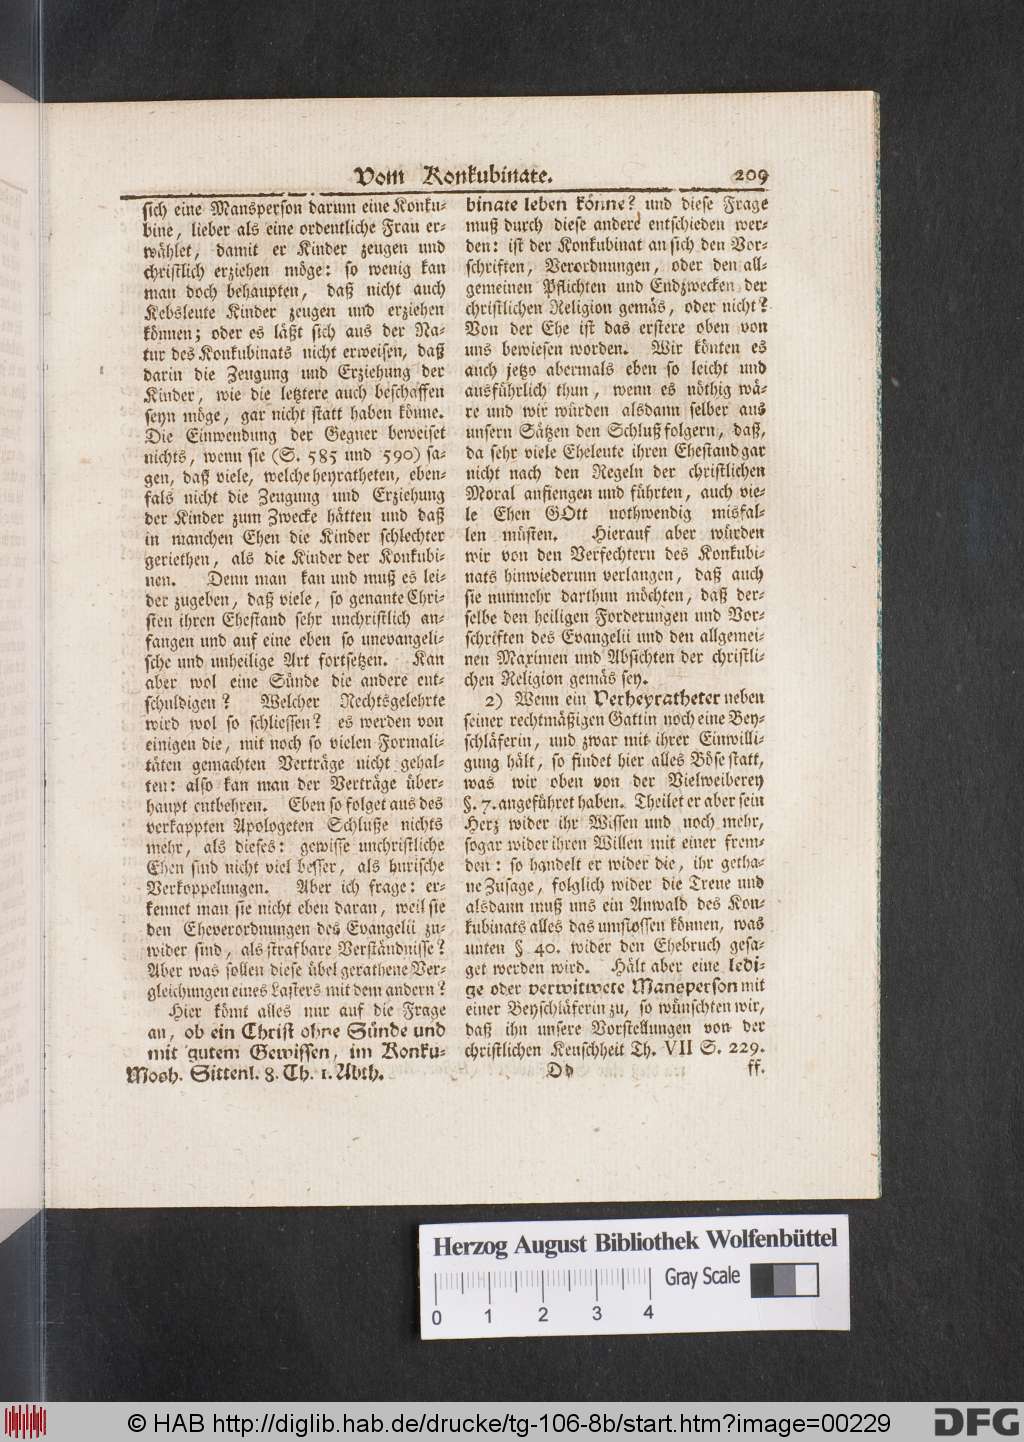 Vom Konkubinate. 209
sich eine Mansperson darum eine Konku-
bine, lieber als eine ordentliche Frau er-
wählet, damit er Kinder zeugen und
christlich erziehen möge: so wenig kan
man doch behaupten, daß nicht auch
Kebsleute Kinder zeugen und erziehen
können; oder es läßt sich aus der Na-
tur des Konkubinats nicht erweisen, daß
darin die Zeugung und Erziehung der
Kinder, wie die letztere auch beschaffen
seyn möge, gar nicht statt haben könne.
Die Einwendung der Gegner beweiset
nichts, wenn sie (S. 585 und 590) sa-
gen, daß viele, welche heyratheten, eben-
fals nicht die Zeugung und Erziehung
der Kinder zum Zwecke hätten und daß
in manchen Ehen die Kinder schlechter
geriethen, als die Kinder der Konkubi-
nen. Denn man kan und muß es lei-
der zugeben, daß viele, so genante Chri-
sten ihren Ehestand sehr unchristlich an-
fangen und auf eine eben so unevangeli-
sche und unheilige Art fortsetzen. Kan
aber wol eine Sünde die andere ent-
schuldigen? Welcher Rechtsgelehrte
wird wol so schliessen? es werden von
einigen die, mit noch so vielen Formali-
täten gemachten Verträge nicht gehal-
ten: also kan man der Verträge über-
haupt entbehren. Eben so folget aus des
verkappten Apologeten Schluße nichts
mehr, als dieses: gewisse unchristliche
Ehen sind nicht viel besser, als hurische
Verkoppelungen. Aber ich frage: er-
kennet man sie nicht eben daran, weil sie
den Eheverordnungen des Evangelii zu-
wider sind, als strafbare Verständnisse?
Aber was sollen diese übel gerathene Ver-
gleichungen eines Lasters mit dem andern?
Hier kömt alles nur auf die Frage
an, ob ein Christ ohne Sünde und
mit gutem Gewissen, im Konku-
binate leben könne? und diese Frage
muß durch diese andere entschieden wer-
den: ist der Konkubinat an sich den Vor-
schriften, Verordnungen, oder den all-
gemeinen Pflichten und Endzwecken der
christlichen Religion gemäs, oder nicht?
Von der Ehe ist das erstere oben von
uns bewiesen worden. Wir könten es
auch jetzo abermals eben so leicht und
ausführlich thun, wenn es nöthig wä-
re und wir würden alsdann selber aus
unsern Sätzen den Schluß folgern, daß,
da sehr viele Eheleute ihren Ehestand gar
nicht nach den Regeln der christlichen
Moral anfiengen und führten, auch vie-
le Ehen GOtt nothwendig misfal-
len müsten. Hierauf aber würden
wir von den Verfechtern des Konkubi-
nats hinwiederum verlangen, daß auch
sie nunmehr darthun möchten, daß der-
selbe den heiligen Forderungen und Vor-
schriften des Evangelii und den allgemei-
nen Maximen und Absichten der christli-
chen Religion gemäs sey.
2) Wenn ein Verheyratheter neben
seiner rechtmäßigen Gattin noch eine Bey-
schläferin, und zwar mit ihrer Einwilli-
gung hält, so findet hier alles Böse statt,
was wir oben von der Vielweiberey
§. 7. angeführet haben. Theilet er aber sein
Herz wider ihr Wissen und noch mehr,
sogar wider ihren Willen mit einer frem-
den: so handelt er wider die, ihr getha-
ne Zusage, folglich wider die Treue und
alsdann muß uns ein Anwald des Kon-
kubinats alles das umstossen können, was
unten § 40. wider den Ehebruch gesa-
get werden wird. Hält aber eine ledi-
ge oder verwitwete Mansperson mit
einer Beyschläferin zu, so wünschten wir,
daß ihn unsere Vorstellungen von der
christlichen Keuschheit Th. VII S. 229.
Mosh. Sittenl. 8. Th. 1. Abth. Dd ff.
Herzog August Bibliothek Wolfenbüttel
Gray Scale
0 1 2 3 4
© HAB http://diglib.hab.de/drucke/tg-106-8b/start.htm?image=00229
DFG